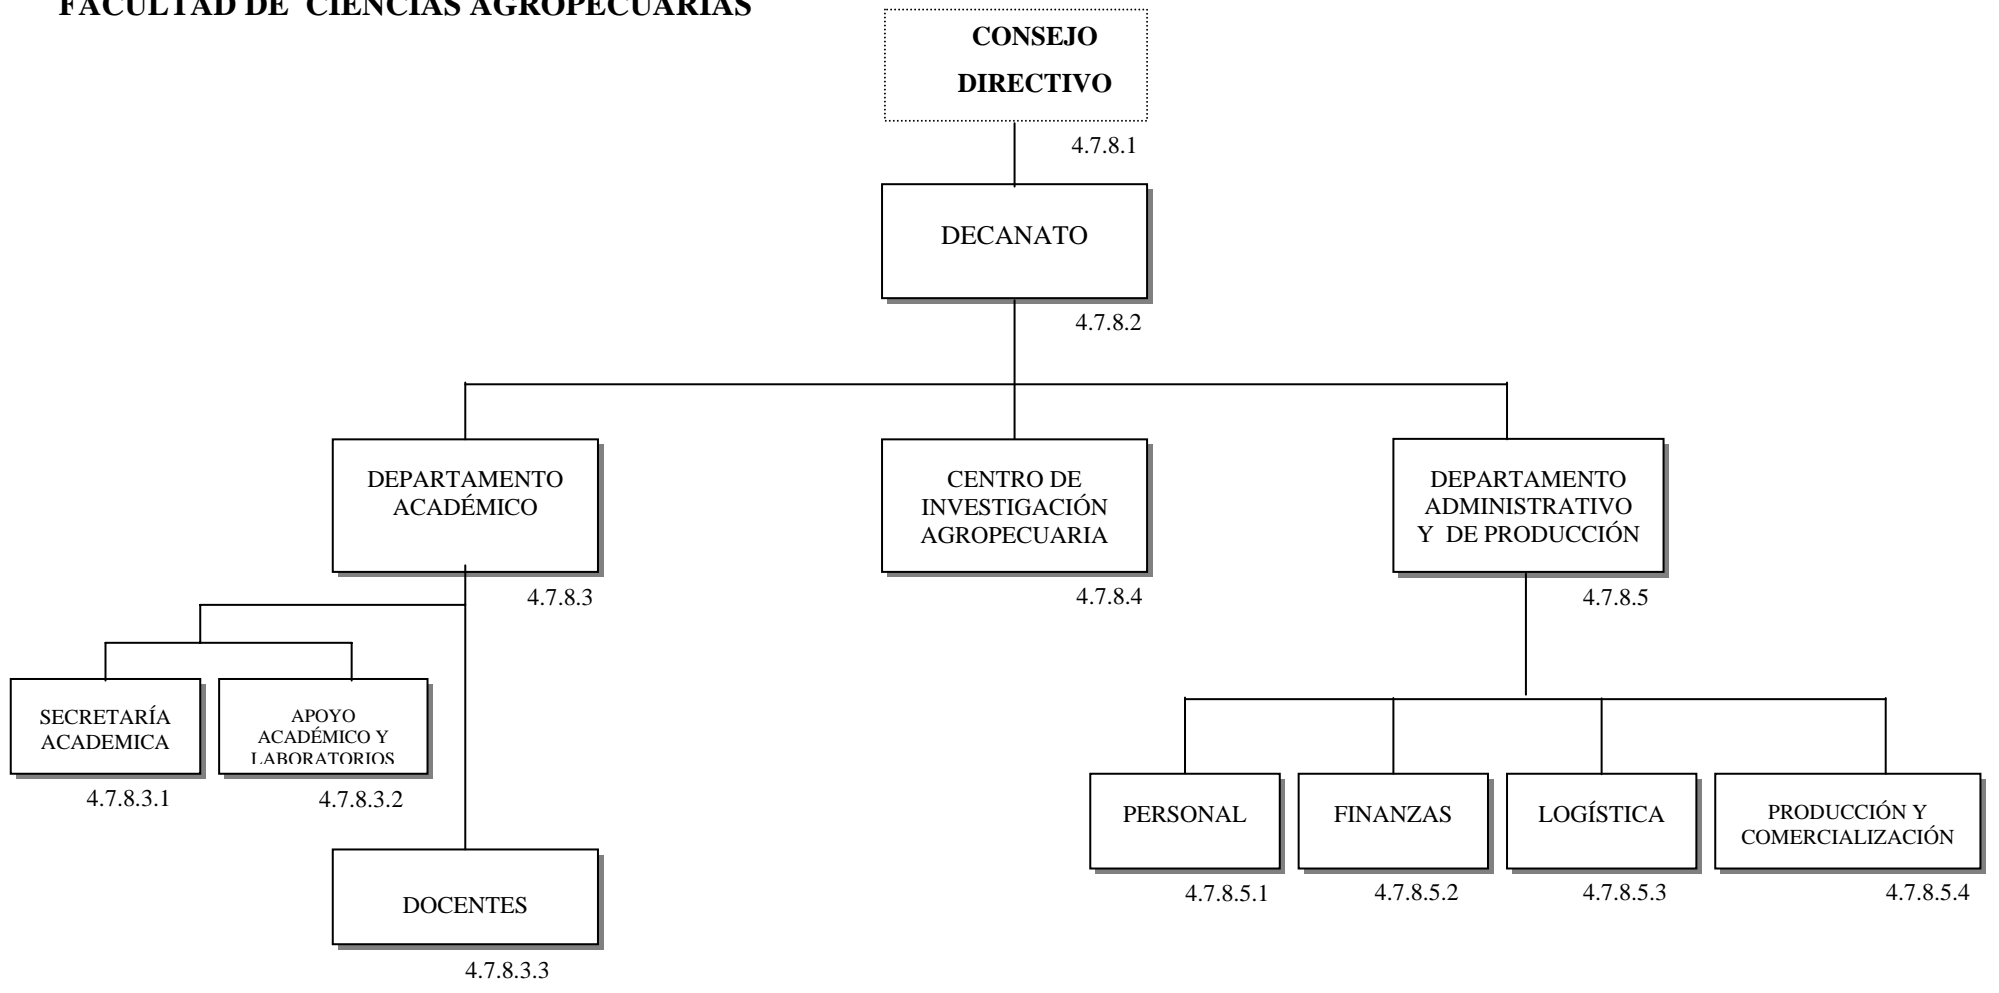 FACULTAD DE CIENCIAS AGROPECUARIAS
CONSEJO
DIRECTIVO
4.7.8.1
DECANATO
4.7.8.2
DEPARTAMENTO
ACADÉMICO
4.7.8.3
CENTRO DE
INVESTIGACIÓN
AGROPECUARIA
4.7.8.4
DEPARTAMENTO
ADMINISTRATIVO
Y DE PRODUCCIÓN
4.7.8.5
SECRETARÍA
ACADEMICA
4.7.8.3.1
APOYO
ACADÉMICO Y
LABORATORIOS
4.7.8.3.2
DOCENTES
4.7.8.3.3
PERSONAL
4.7.8.5.1
FINANZAS
4.7.8.5.2
LOGÍSTICA
4.7.8.5.3
PRODUCCIÓN Y
COMERCIALIZACIÓN
4.7.8.5.4